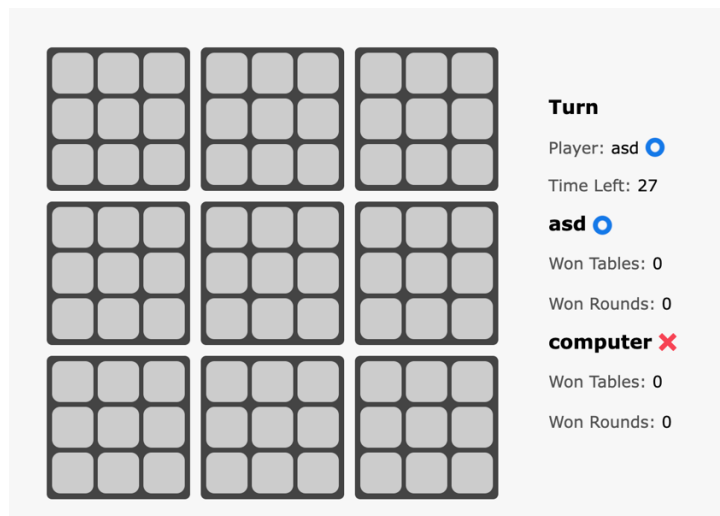 Turn
Player: asd
Time Left: 27
asd
Won Tables: 0
Won Rounds: 0
computer
Won Tables: 0
Won Rounds: 0